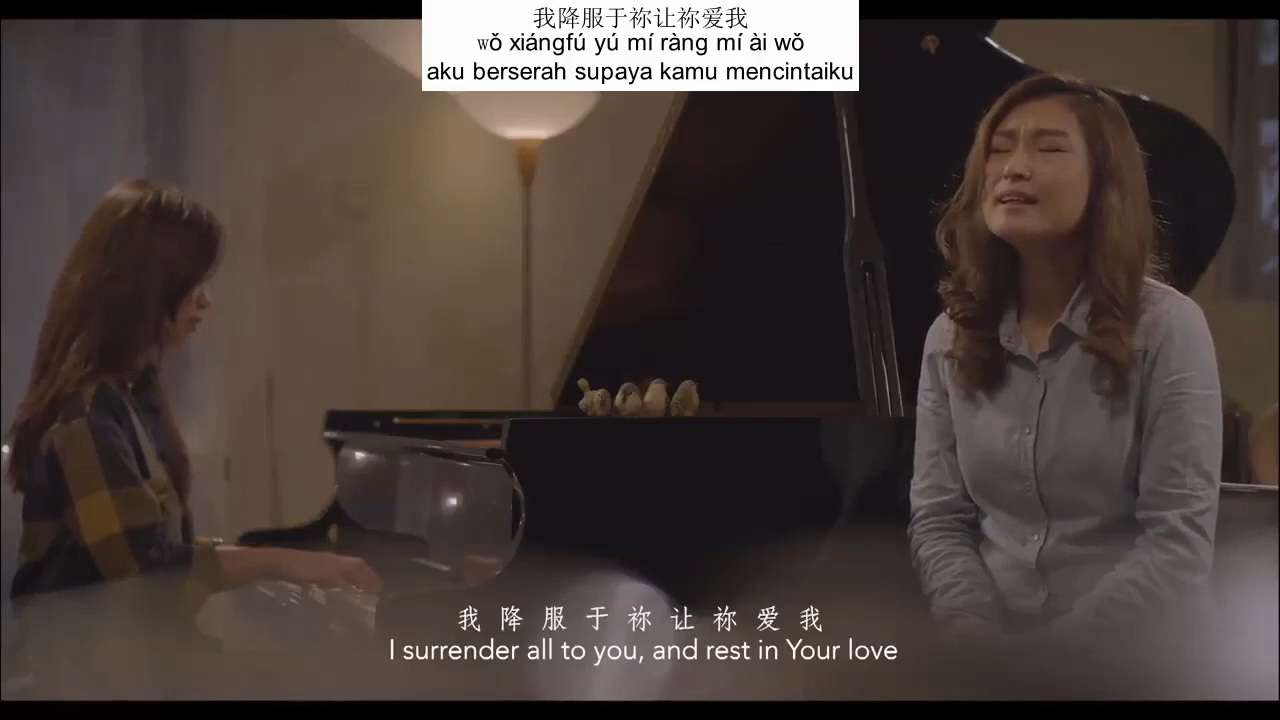 我降服于祢让祢爱我
wǒ xiángfú yú mí ràng mí ài wǒ
aku berserah supaya kamu mencintaiku
我降服于祢让祢爱我
I surrender all to you, and rest in Your love